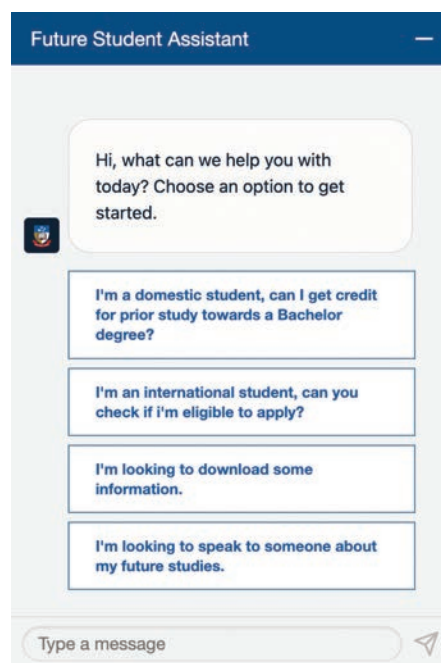 Future Student Assistant
Hi, what can we help you with
today? Choose an option to get
started.
I'm a domestic student, can I get credit
for prior study towards a Bachelor
degree?
I'm an international student, can you
check if i'm eligible to apply?
I'm looking to download some
information.
I'm looking to speak to someone about
my future studies.
Type a message